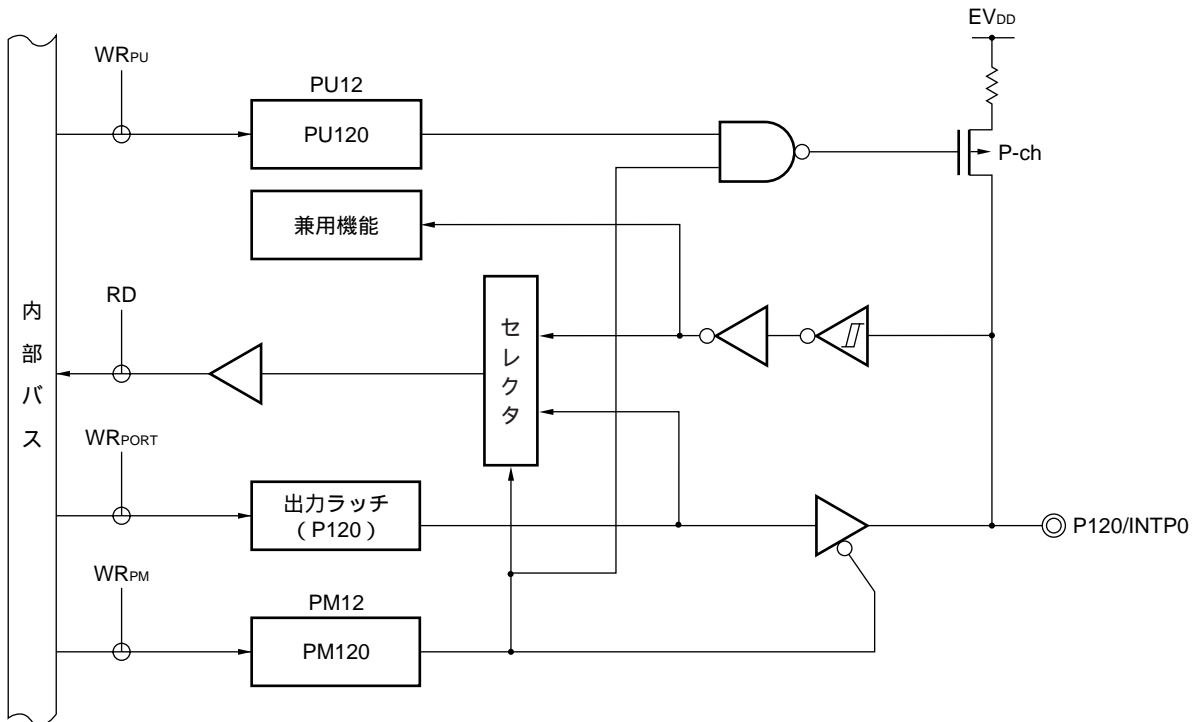 EVDD
WRPU
PU12
PU120
P-ch
兼用機能
RD
内部バス
セレクタ
WRPORT
出力ラッチ
（P120）
P120/INTP0
WRPM
PM12
PM120